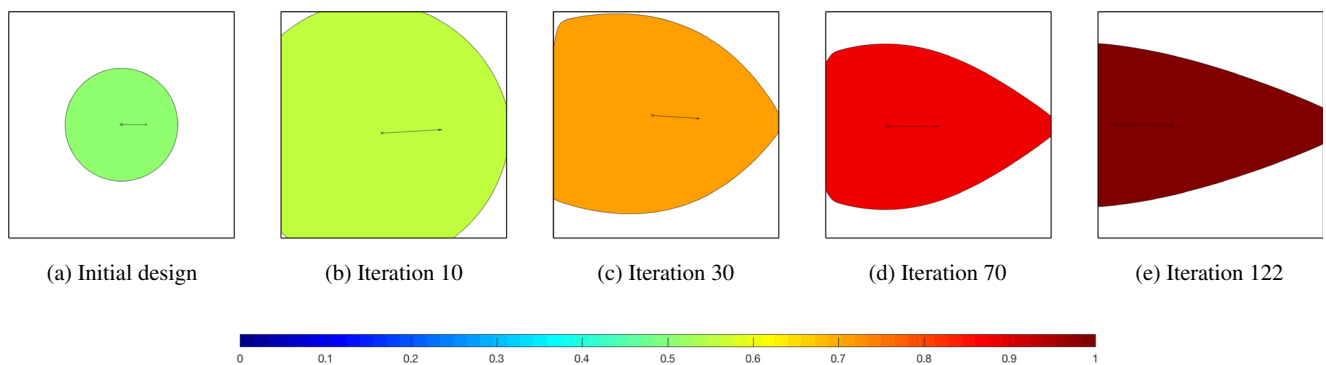 (a) Initial design
(b) Iteration 10
(c) Iteration 30
(d) Iteration 70
(e) Iteration 122
0 0.1 0.2 0.3 0.4 0.5 0.6 0.7 0.8 0.9 1